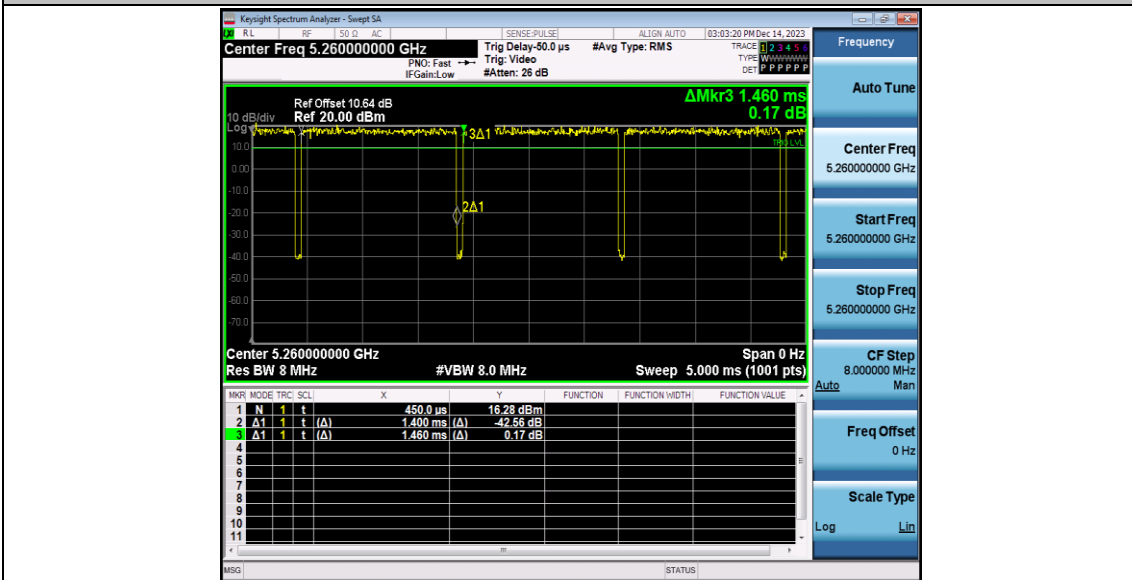 Keysight Spectrum Analyzer - Swept SA
RL RF 50 Ω AC SENSE:PULSE ALIGN AUTO 03:03:20 PM Dec 14, 2023
Center Freq 5.260000000 GHz
PNO: Fast
IFGain:Low
Trig Delay-50.0 µs
Trig: Video
#Atten: 26 dB
#Avg Type: RMS
TRACE 1 2 3 4 5 6
TYPE WWWWWW
DET P P P P P P
Frequency
ΔMkr3 1.460 ms
0.17 dB
Ref Offset 10.64 dB
10 dB/div Ref 20.00 dBm
Log
1
3Δ1
TRIG LVL
10.0
0.00
-10.0
2Δ1
-20.0
-30.0
-40.0
-50.0
-60.0
-70.0
Center 5.260000000 GHz Span 0 Hz
Res BW 8 MHz #VBW 8.0 MHz Sweep 5.000 ms (1001 pts)
MKR MODE TRC SCL X Y FUNCTION FUNCTION WIDTH FUNCTION VALUE
1 N 1 t 450.0 µs 16.28 dBm
2 Δ1 1 t (Δ) 1.400 ms (Δ) -42.56 dB
3 Δ1 1 t (Δ) 1.460 ms (Δ) 0.17 dB
4
5
6
7
8
9
10
11
MSG STATUS
Auto Tune
Center Freq
5.260000000 GHz
Start Freq
5.260000000 GHz
Stop Freq
5.260000000 GHz
CF Step
8.000000 MHz
Auto Man
Freq Offset
0 Hz
Scale Type
Log Lin